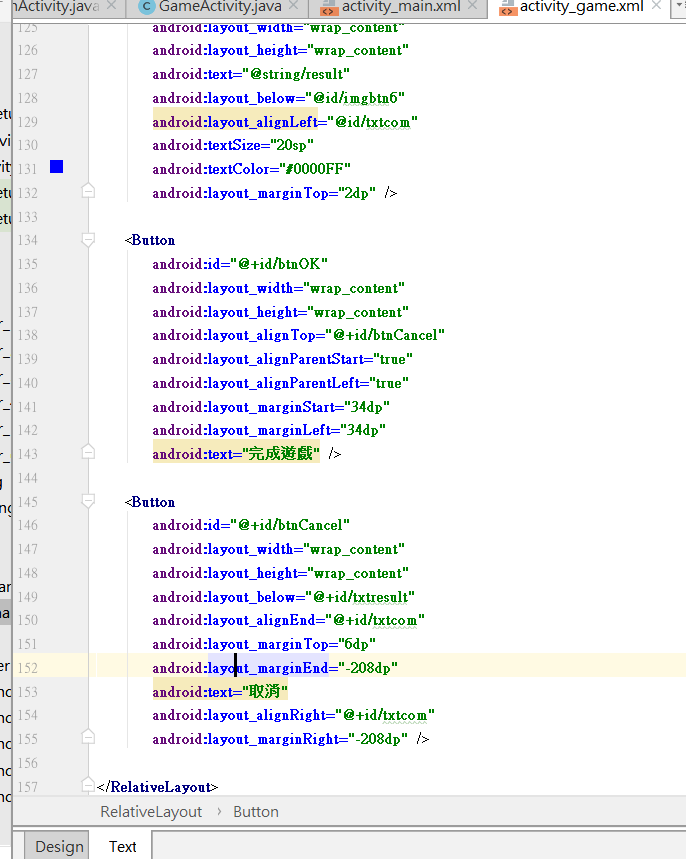 nActivity.java GameActivity.java activity_main.xml activity_game.xml
125 android:layout_width="wrap_content"
126 android:layout_height="wrap_content"
127 android:text="@string/result"
128 android:layout_below="@id/imgbtn6"
129 android:layout_alignLeft="@id/txtcom"
130 android:textSize="20sp"
131 android:textColor="#0000FF"
132 android:layout_marginTop="2dp" />
133
134 <Button
135 android:id="@+id/btnOK"
136 android:layout_width="wrap_content"
137 android:layout_height="wrap_content"
138 android:layout_alignTop="@+id/btnCancel"
139 android:layout_alignParentStart="true"
140 android:layout_alignParentLeft="true"
141 android:layout_marginStart="34dp"
142 android:layout_marginLeft="34dp"
143 android:text="完成遊戲" />
144
145 <Button
146 android:id="@+id/btnCancel"
147 android:layout_width="wrap_content"
148 android:layout_height="wrap_content"
149 android:layout_below="@+id/txtresult"
150 android:layout_alignEnd="@+id/txtcom"
151 android:layout_marginTop="6dp"
152 android:layout_marginEnd="-208dp"
153 android:text="取消"
154 android:layout_alignRight="@+id/txtcom"
155 android:layout_marginRight="-208dp" />
156
157 </RelativeLayout>
RelativeLayout › Button
Design Text